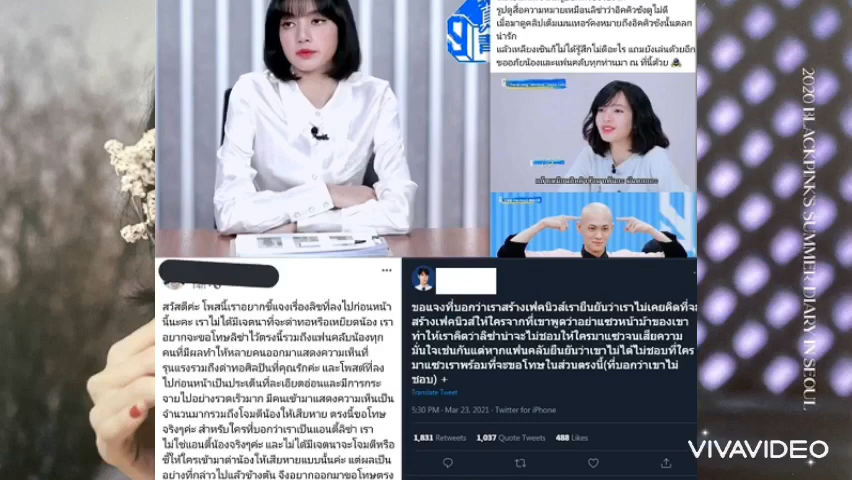 รูปดูสื่อความหมายเหมือนลิซ่าว่าอิคคิวซังดูไม่ดี
เมื่อมาดูคลิปเต็มเมนเทอร์คงหมายถึงอิคคิวซังนั้นตลก
น่ารัก
แล้วเหลียงเซินก็ไม่ได้รู้สึกไม่ดีอะไร แถมยังเล่นด้วยอีก
ขออภัยน้องและแฟนคลับทุกท่านมา ณ ที่นี้ด้วย
สวัสดีค่ะ โพสนี้เราอยากชี้แจงเรื่องลิซที่ลงไปก่อนหน้า
นี้นะคะ เราไม่ได้มีเจตนาที่จะด่าทอหรือเหยียดน้อง เรา
อยากจะขอโทษลิซ่าไว้ตรงนี้รวมถึงแฟนคลับน้องทุก
คนที่มีผลทำให้หลายคนออกมาแสดงความเห็นที่
รุนแรงรวมถึงด่าทอศิลปินที่คุณรักค่ะ และโพสต์ที่ลง
ไปก่อนหน้าเป็นประเด็นที่ละเอียดอ่อนและมีการกระ
จายไปอย่างรวดเร็วมาก มีคนเข้ามาแสดงความเห็นเป็น
จำนวนมากรวมถึงโจมตีน้องให้เสียหาย ตรงนี้ขอโทษ
จริงๆค่ะ สำหรับใครที่บอกว่าเราเป็นแอนตี้ลิซ่า เรา
ไม่ใช่แอนตี้น้องจริงๆค่ะ และไม่ได้มีเจตนาจะโจมตีหรือ
ชี้ให้ใครเข้ามาด่าน้องให้เสียหายแบบนั้นค่ะ แต่ผลเป็น
อย่างที่กล่าวไปแล้วข้างต้น จึงอยากออกมาขอโทษตรง
ขอแจงที่บอกว่าเราสร้างเฟคนิวส์เรายืนยันว่าเราไม่เคยคิดที่จะ
สร้างเฟคนิวส์ให้ใครจากที่เขาพูดว่าอย่าแซวหน้าม้าของเขา
ทำให้เราคิดว่าลิซ่าน่าจะไม่ชอบให้ใครมาแซวจนเสียความ
มั่นใจเช่นกันแต่หากแฟนคลับยืนยันว่าเขาไม่ได้ไม่ชอบที่ใคร
มาแซวเราพร้อมที่จะขอโทษในส่วนตรงนี้(ที่บอกว่าเขาไม่
ชอบ) +
Translate Tweet
5:30 PM · Mar 23, 2021 · Twitter for iPhone
1,831 Retweets 1,037 Quote Tweets 488 Likes
2020 BLACKPINK'S SUMMER DIARY IN SEOUL
VIVAVIDEO